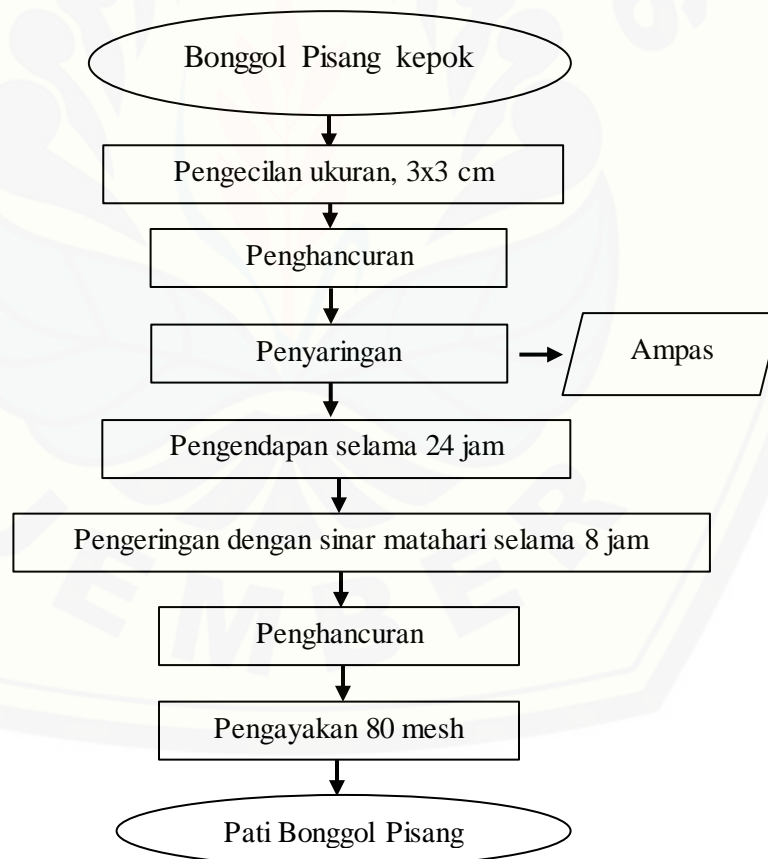 Bonggol Pisang kepok
Pengecilan ukuran, 3x3 cm
Penghancuran
Penyaringan
Ampas
Pengendapan selama 24 jam
Pengeringan dengan sinar matahari selama 8 jam
Penghancuran
Pengayakan 80 mesh
Pati Bonggol Pisang
JEMBER